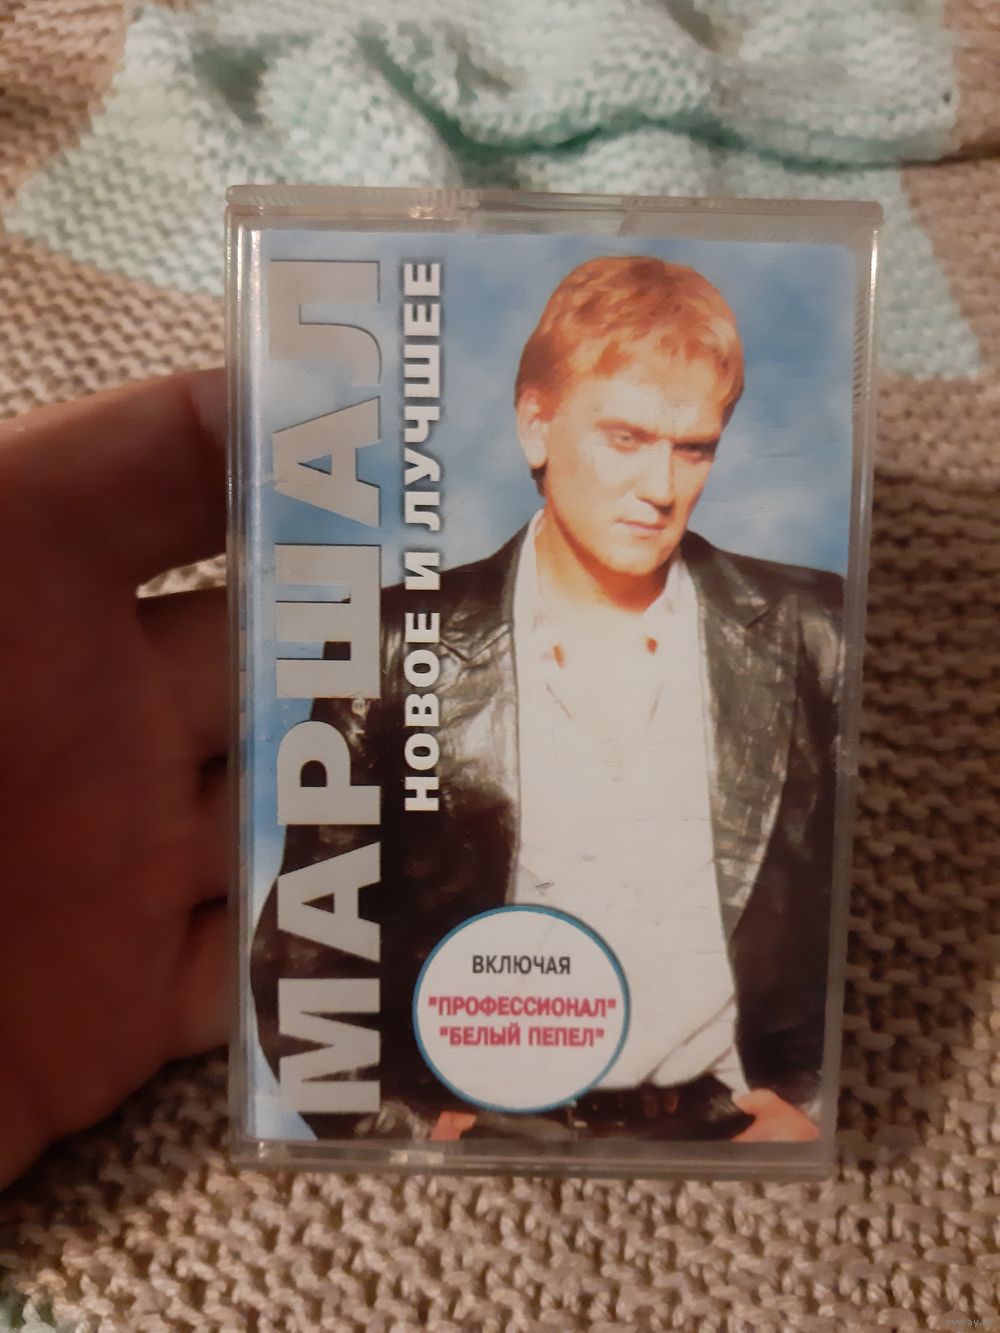 МАРШАЛ
НОВОЕ И ЛУЧШЕЕ
ВКЛЮЧАЯ
"ПРОФЕССИОНАЛ"
"БЕЛЫЙ ПЕПЕЛ"